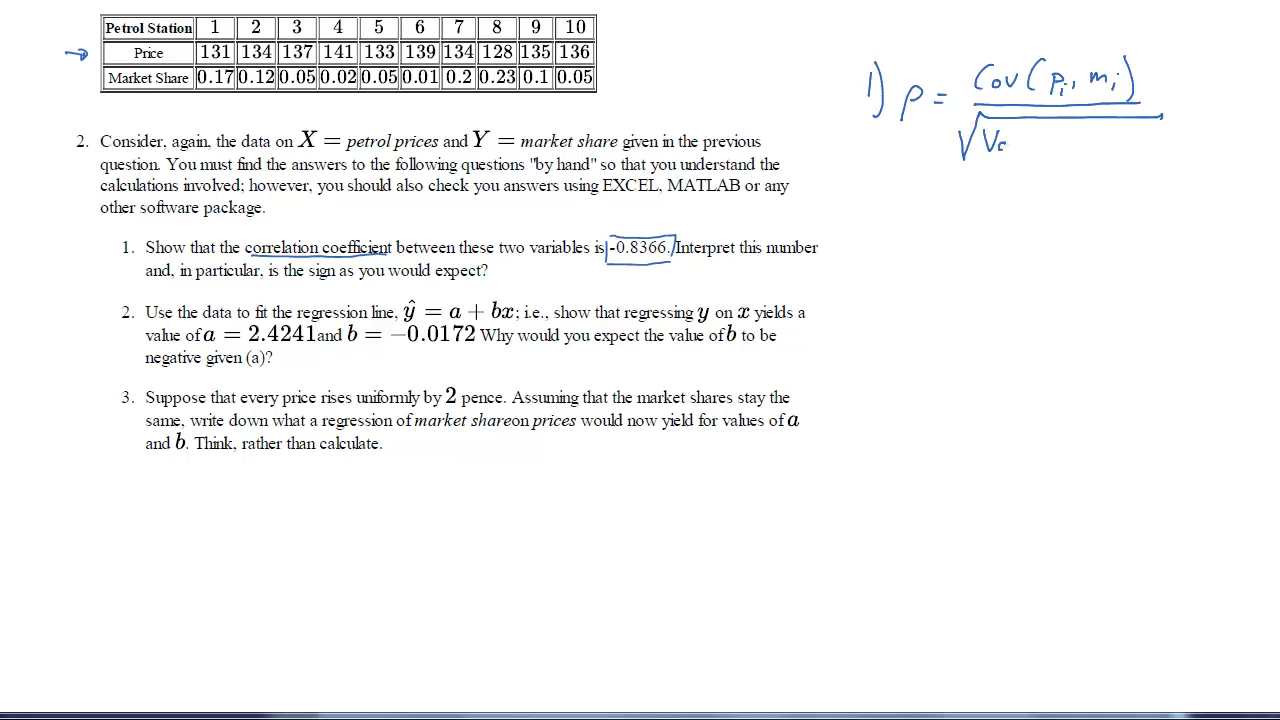 Petrol Station 1 2 3 4 5 6 7 8 9 10
Price 131 134 137 141 133 139 134 128 135 136
Market Share 0.17 0.12 0.05 0.02 0.05 0.01 0.2 0.23 0.1 0.05
1) ρ = Cov(pi, mi)
√Va
2. Consider, again, the data on X = petrol prices and Y = market share given in the previous
question. You must find the answers to the following questions "by hand" so that you understand the
calculations involved; however, you should also check you answers using EXCEL, MATLAB or any
other software package.
1. Show that the correlation coefficient between these two variables is -0.8366. Interpret this number
and, in particular, is the sign as you would expect?
2. Use the data to fit the regression line, ŷ = a + bx; i.e., show that regressing y on x yields a
value of a = 2.4241and b = −0.0172 Why would you expect the value of b to be
negative given (a)?
3. Suppose that every price rises uniformly by 2 pence. Assuming that the market shares stay the
same, write down what a regression of market shareon prices would now yield for values of a
and b. Think, rather than calculate.